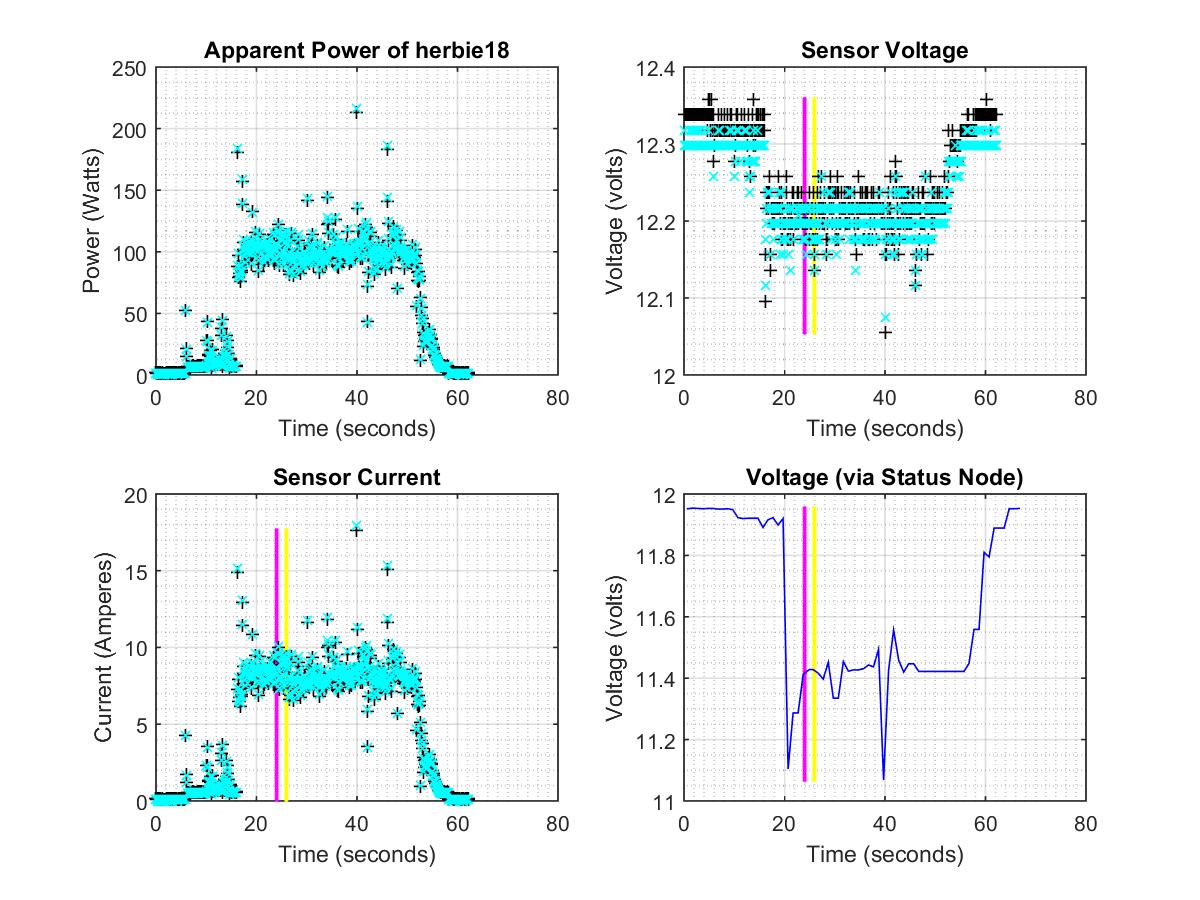 Apparent Power of herbie18
250
200
150
100
50
0
Power (Watts)
0 20 40 60 80
Time (seconds)
Sensor Voltage
12.4
12.3
12.2
12.1
12
Voltage (volts)
0 20 40 60 80
Time (seconds)
Sensor Current
20
15
10
5
0
Current (Amperes)
0 20 40 60 80
Time (seconds)
Voltage (via Status Node)
12
11.8
11.6
11.4
11.2
11
Voltage (volts)
0 20 40 60 80
Time (seconds)